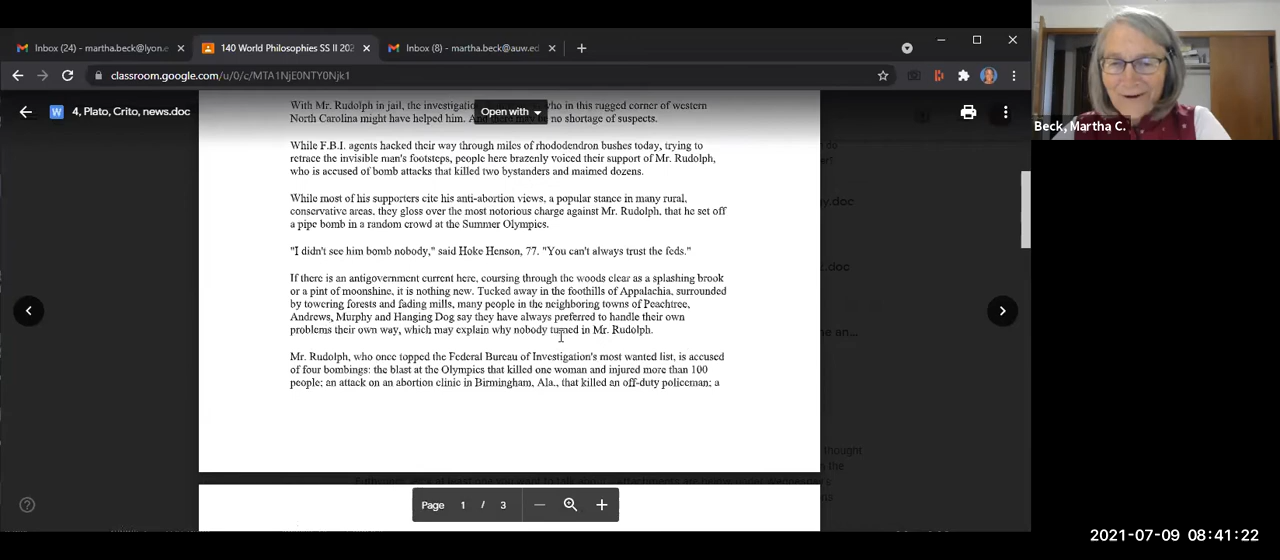 Inbox (24) - martha.beck@lyon.e
140 World Philosophies SS II 202
Inbox (8) - martha.beck@auw.ed
classroom.google.com/u/0/c/MTA1NjE0NTY0Njk1
4, Plato, Crito, news.doc
Open with
With Mr. Rudolph in jail, the who in this rugged corner of western
North Carolina might have helped him. no shortage of suspects.
While F.B.I. agents hacked their way through miles of rhododendron bushes today, trying to
retrace the invisible man's footsteps, people here brazenly voiced their support of Mr. Rudolph,
who is accused of bomb attacks that killed two bystanders and maimed dozens.
While most of his supporters cite his anti-abortion views, a popular stance in many rural,
conservative areas, they gloss over the most notorious charge against Mr. Rudolph, that he set off
a pipe bomb in a random crowd at the Summer Olympics.
"I didn't see him bomb nobody," said Hoke Henson, 77. "You can't always trust the feds."
If there is an antigovernment current here, coursing through the woods clear as a splashing brook
or a pint of moonshine, it is nothing new. Tucked away in the foothills of Appalachia, surrounded
by towering forests and fading mills, many people in the neighboring towns of Peachtree,
Andrews, Murphy and Hanging Dog say they have always preferred to handle their own
problems their own way, which may explain why nobody turned in Mr. Rudolph.
Mr. Rudolph, who once topped the Federal Bureau of Investigation's most wanted list, is accused
of four bombings: the blast at the Olympics that killed one woman and injured more than 100
people; an attack on an abortion clinic in Birmingham, Ala., that killed an off-duty policeman; a
Page 1 / 3
Beck, Martha C.
2021-07-09 08:41:22